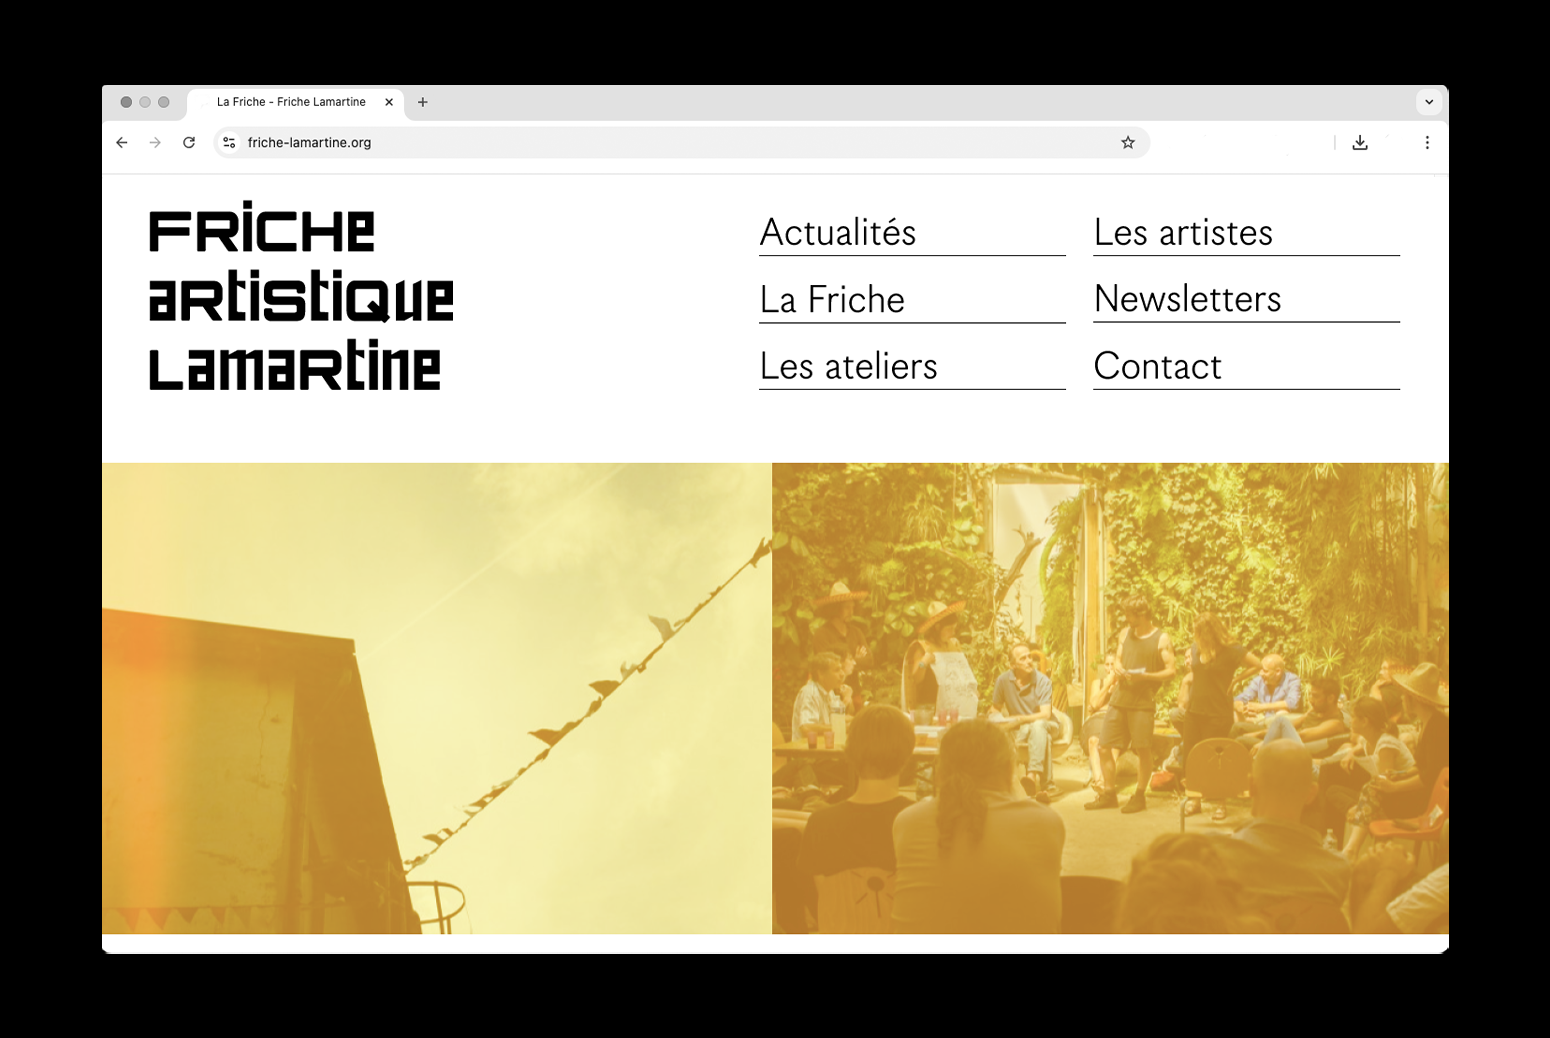 La Friche - Friche Lamartine
friche-lamartine.org
FRiCHe
aRtistiQue
LamaRtine
Actualités
Les artistes
La Friche
Newsletters
Les ateliers
Contact